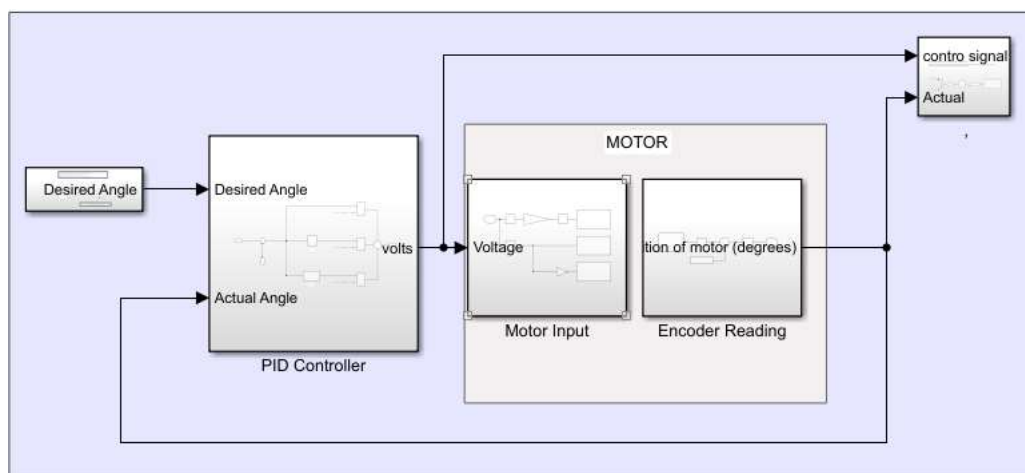 contro signal
Actual
,
MOTOR
Desired Angle
Desired Angle
volts
Voltage
tion of motor (degrees)
Actual Angle
Motor Input
Encoder Reading
PID Controller